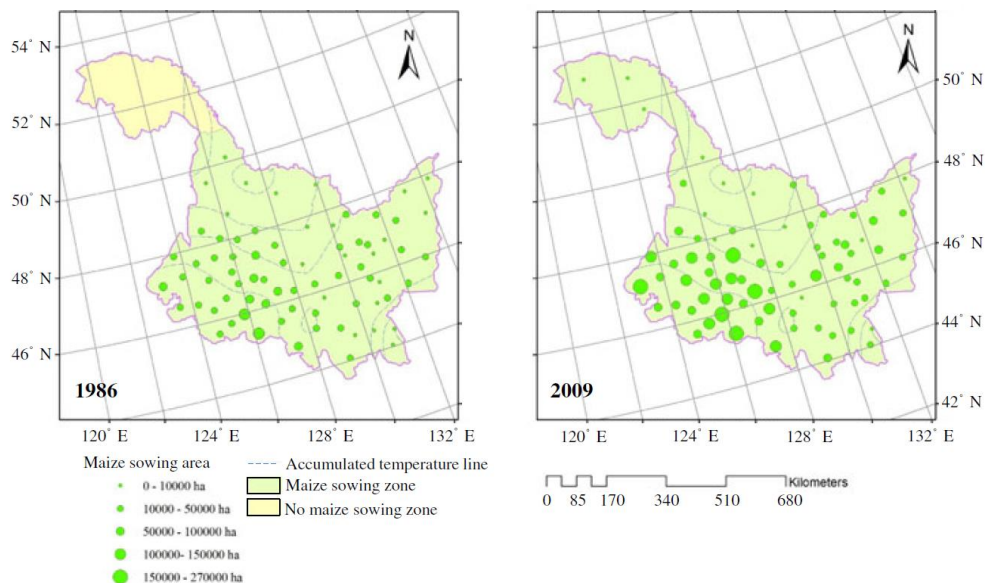 54° N
52° N
50° N
48° N
46° N
N
1986
120° E
124° E
128° E
132° E
N
50° N
48° N
46° N
44° N
42° N
2009
120° E
124° E
128° E
132° E
Maize sowing area
0 - 10000 ha
10000 - 50000 ha
50000 - 100000 ha
100000- 150000 ha
150000 - 270000 ha
Accumulated temperature line
Maize sowing zone
No maize sowing zone
Kilometers
0 85 170 340 510 680